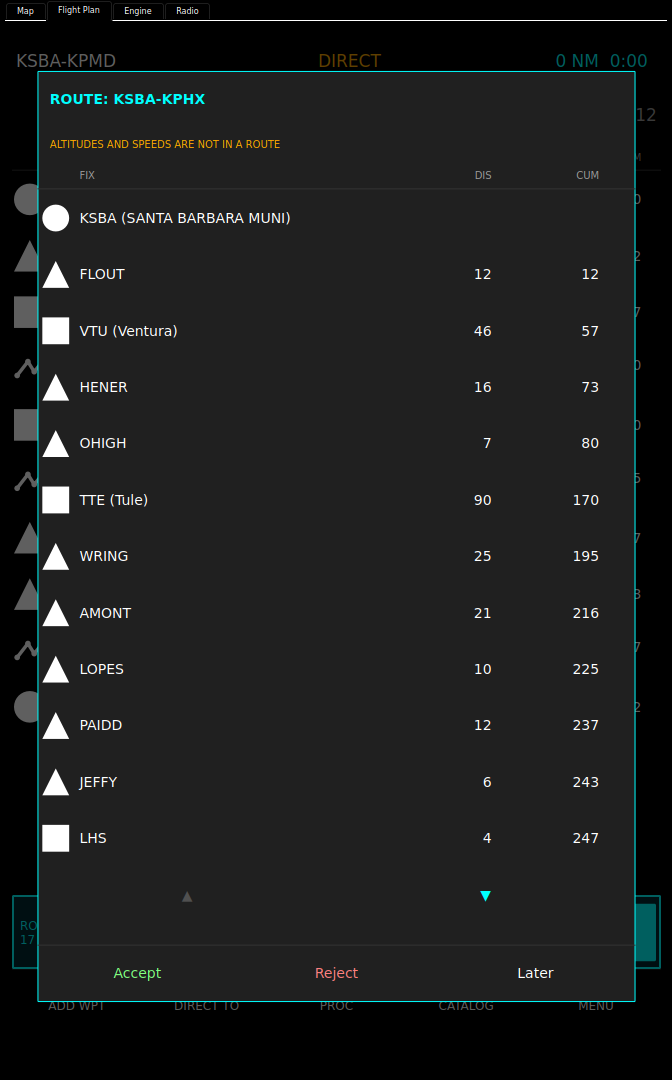 Map Flight Plan Engine Radio
KSBA-KPMD DIRECT 0 NM 0:00
ROUTE: KSBA-KPHX
12
ALTITUDES AND SPEEDS ARE NOT IN A ROUTE
FIX DIS CUM
KSBA (SANTA BARBARA MUNI)
FLOUT 12 12
VTU (Ventura) 46 57
HENER 16 73
OHIGH 7 80
TTE (Tule) 90 170
WRING 25 195
AMONT 21 216
LOPES 10 225
PAIDD 12 237
JEFFY 6 243
LHS 4 247
▲ ▼
RO
17
Accept Reject Later
ADD WPT DIRECT TO PROC CATALOG MENU